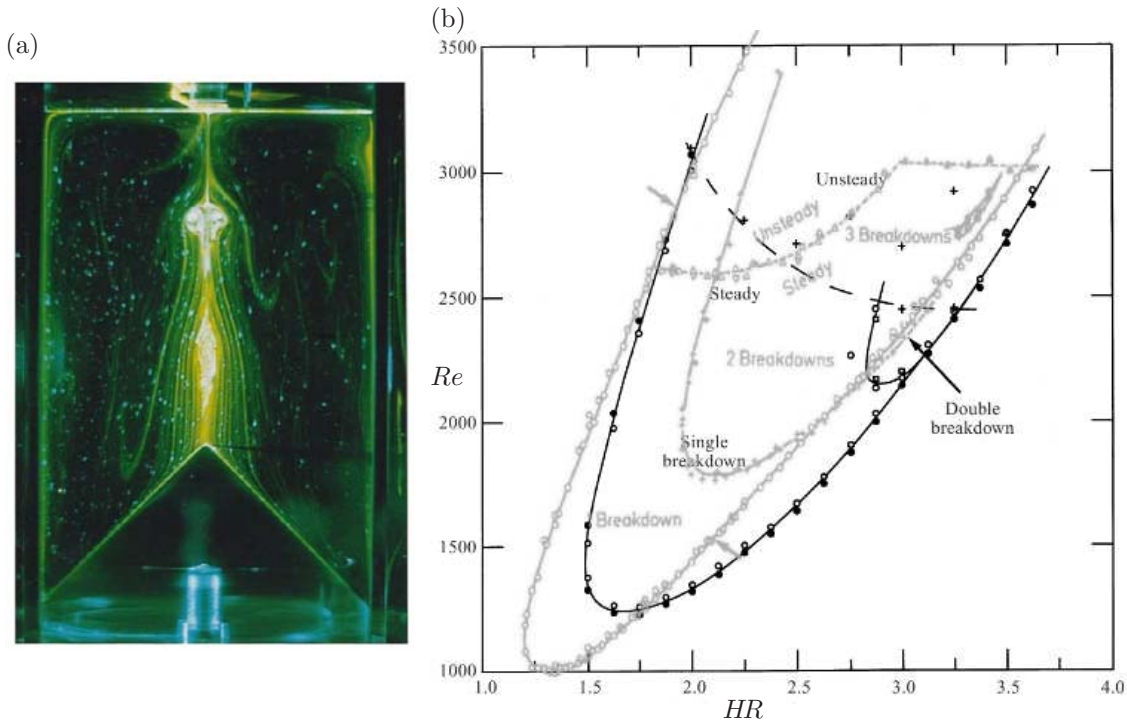 (a)
(b)
3500
3000
2500
2000
1500
1000
Re
1.0 1.5 2.0 2.5 3.0 3.5 4.0
HR
Unsteady
Unsteady
3 Breakdowns
Steady
Steady
2 Breakdowns
Double
breakdown
Single
breakdown
Breakdown